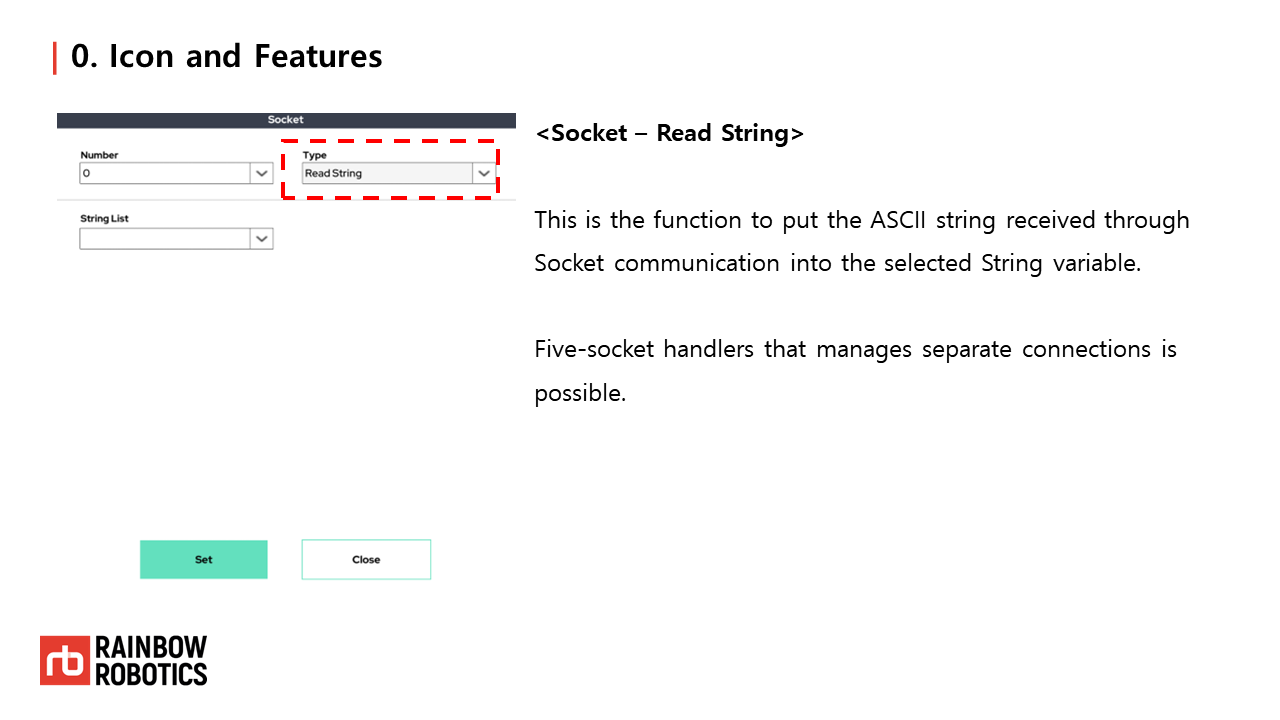 0. Icon and Features
Socket
Number
Type
0
Read String
String List
Set
Close
<Socket – Read String>
This is the function to put the ASCII string received through
Socket communication into the selected String variable.
Five-socket handlers that manages separate connections is
possible.
rb
RAINBOW
ROBOTICS